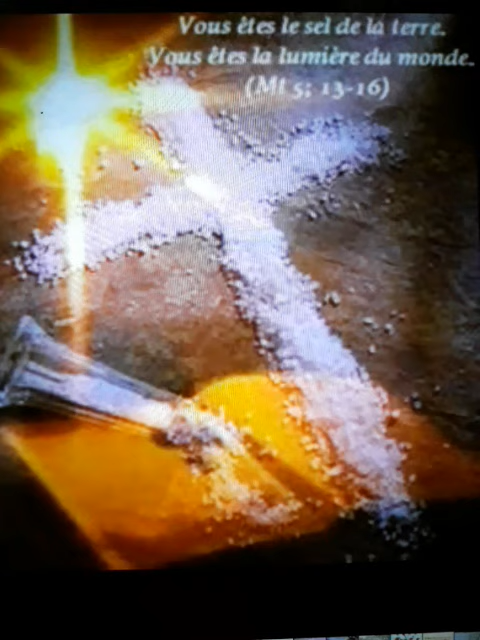 Vous êtes le sel de la terre.
Vous êtes la lumière du monde.
(Mt 5; 13-16)